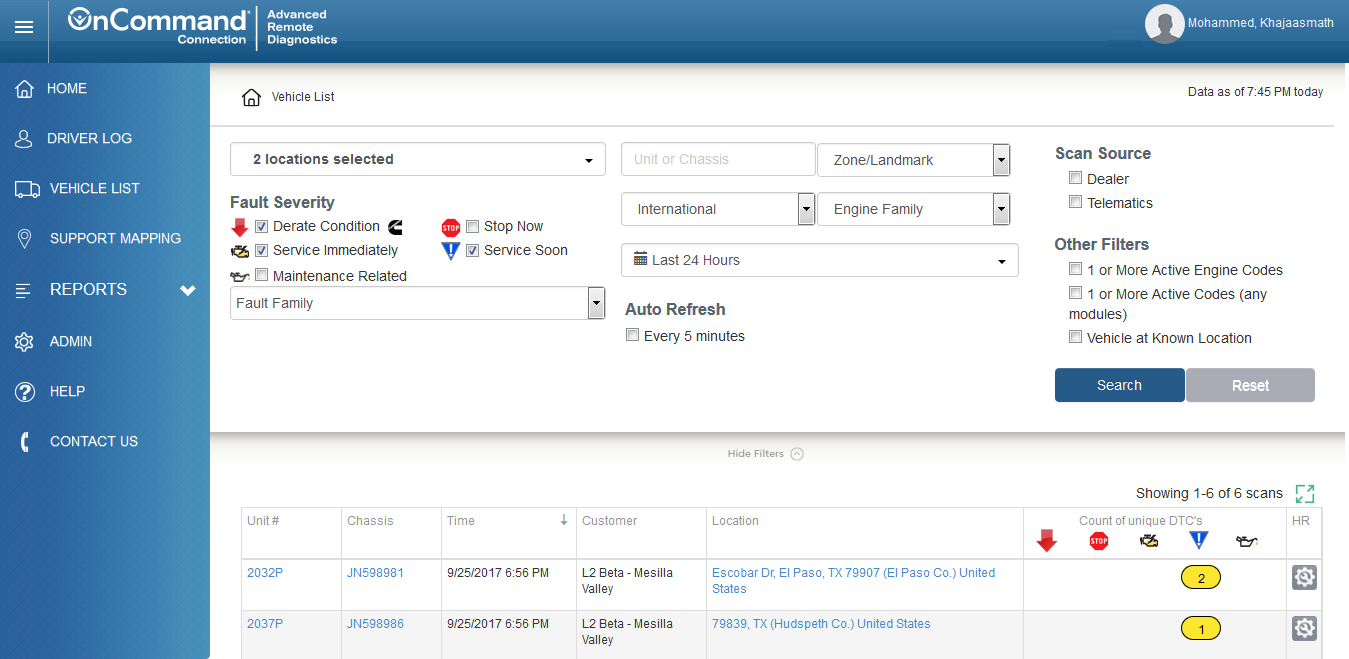 OnCommand
Connection
Advanced
Remote
Diagnostics
Mohammed, Khajaasmath
HOME
DRIVER LOG
VEHICLE LIST
SUPPORT MAPPING
REPORTS
ADMIN
HELP
CONTACT US
Vehicle List
Data as of 7:45 PM today
2 locations selected
Unit or Chassis
Zone/Landmark
Scan Source
Dealer
Telematics
Fault Severity
Derate Condition
STOP
Stop Now
Service Immediately
Service Soon
Maintenance Related
Fault Family
International
Engine Family
Last 24 Hours
Auto Refresh
Every 5 minutes
Other Filters
1 or More Active Engine Codes
1 or More Active Codes (any
modules)
Vehicle at Known Location
Search
Reset
Hide Filters
Showing 1-6 of 6 scans
Unit # Chassis Time Customer Location Count of unique DTC's HR
STOP
2032P JN598981 9/25/2017 6:56 PM L2 Beta - Mesilla Escobar Dr, El Paso, TX 79907 (El Paso Co.) United 2
Valley States
2037P JN598986 9/25/2017 6:56 PM L2 Beta - Mesilla 79839, TX (Hudspeth Co.) United States 1
Valley